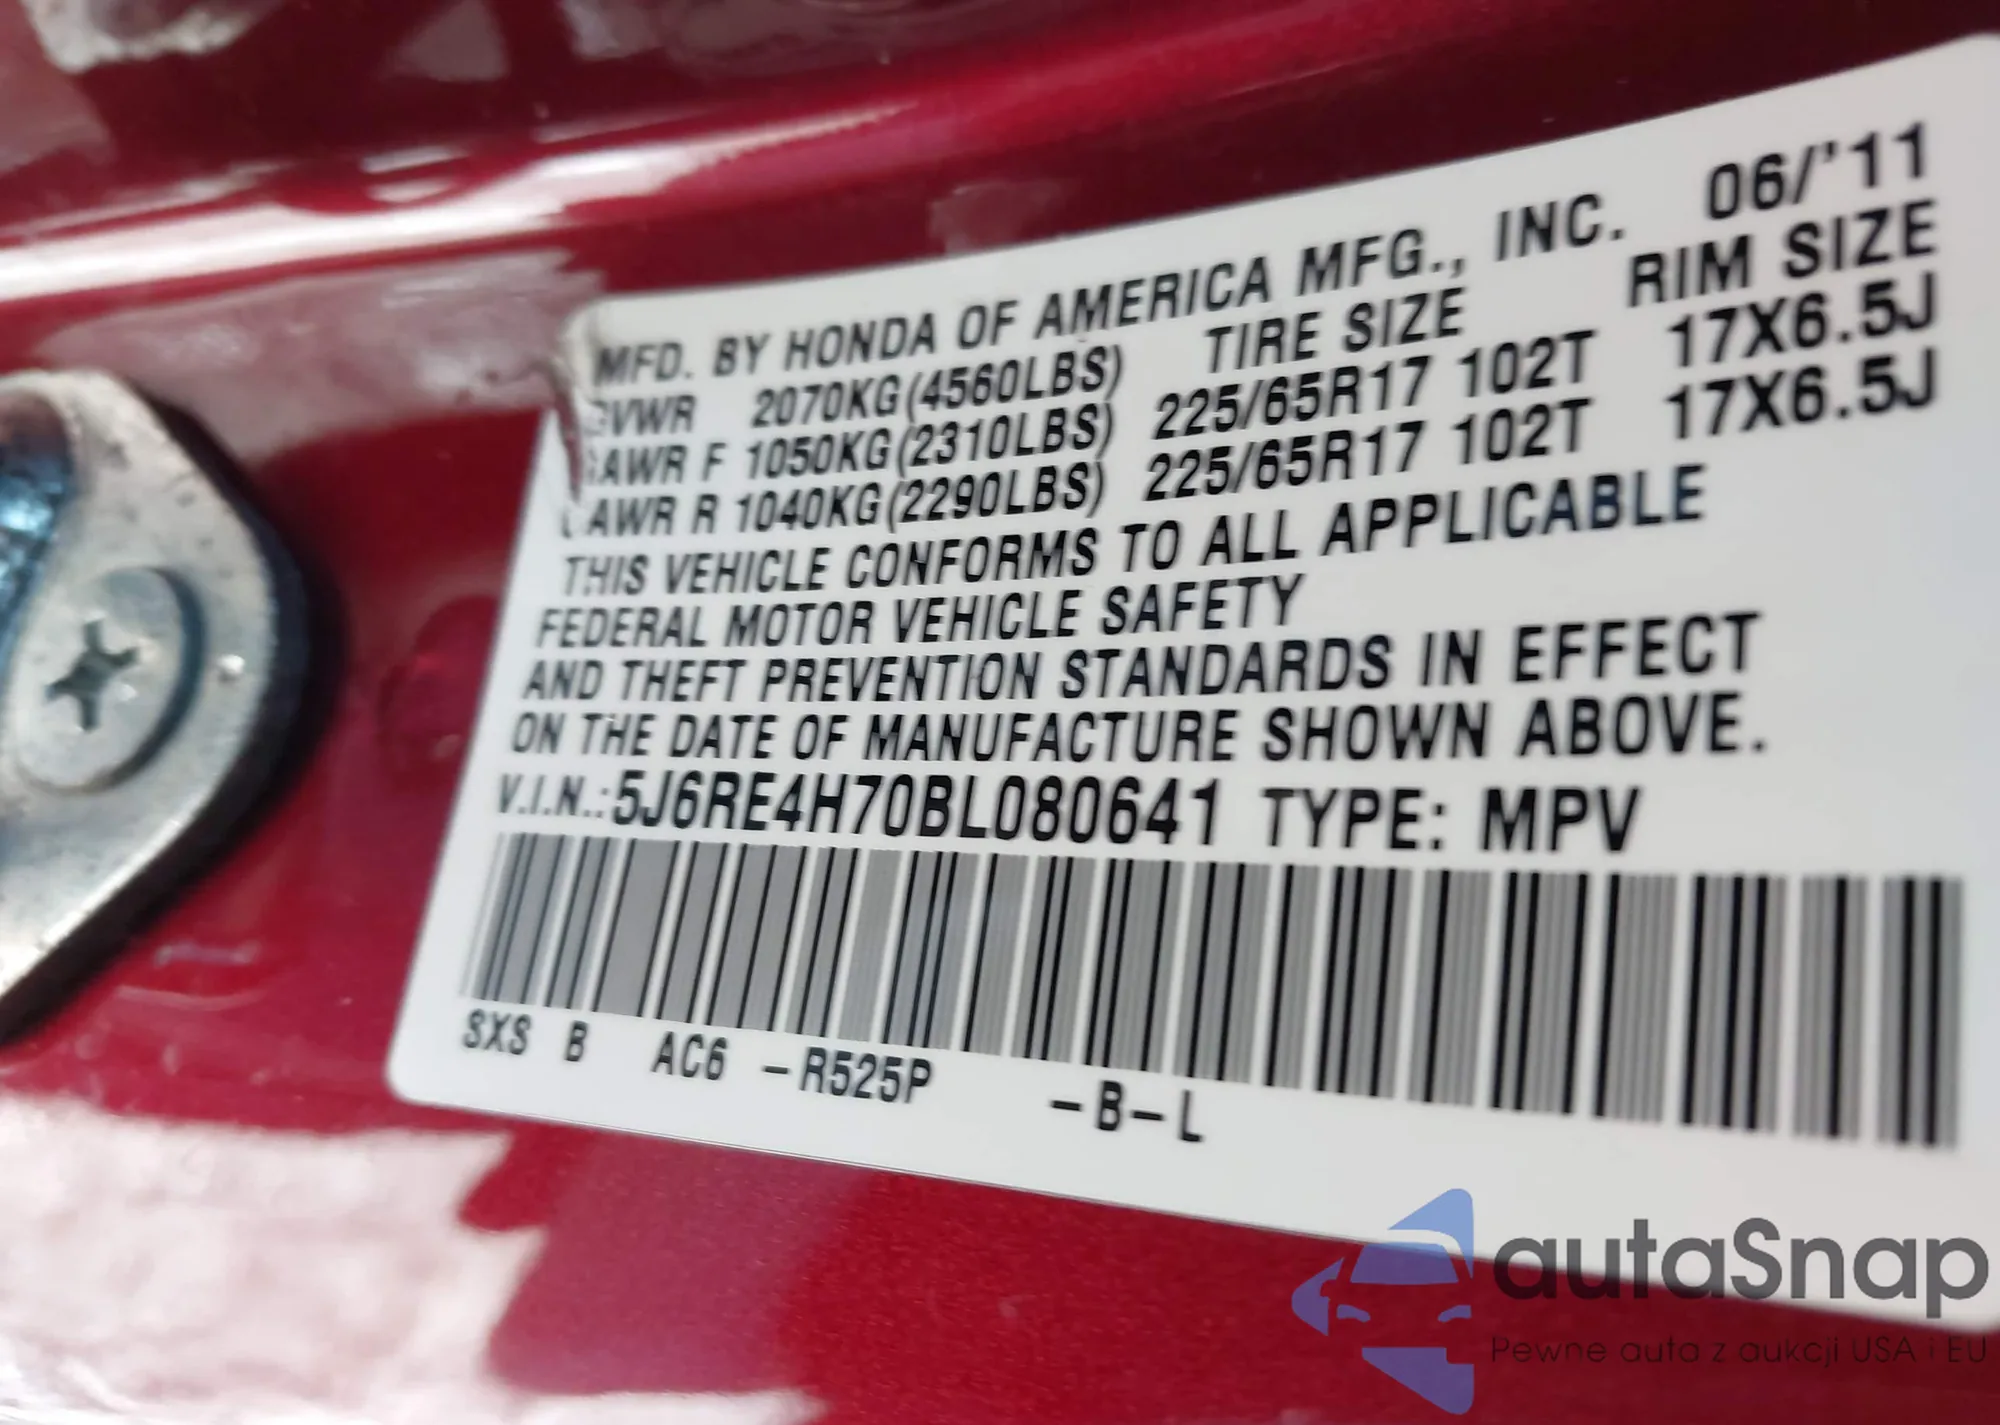 MFD. BY HONDA OF AMERICA MFG., INC. 06/'11
GVWR 2070KG(4560LBS) TIRE SIZE RIM SIZE
GAWR F 1050KG(2310LBS) 225/65R17 102T 17X6.5J
GAWR R 1040KG(2290LBS) 225/65R17 102T 17X6.5J
THIS VEHICLE CONFORMS TO ALL APPLICABLE
FEDERAL MOTOR VEHICLE SAFETY
AND THEFT PREVENTION STANDARDS IN EFFECT
ON THE DATE OF MANUFACTURE SHOWN ABOVE.
V.I.N.:5J6RE4H70BL080641 TYPE: MPV
SXS B AC6 -R525P -B-L
autaSnap
Pewne auta z aukcji USA i EU